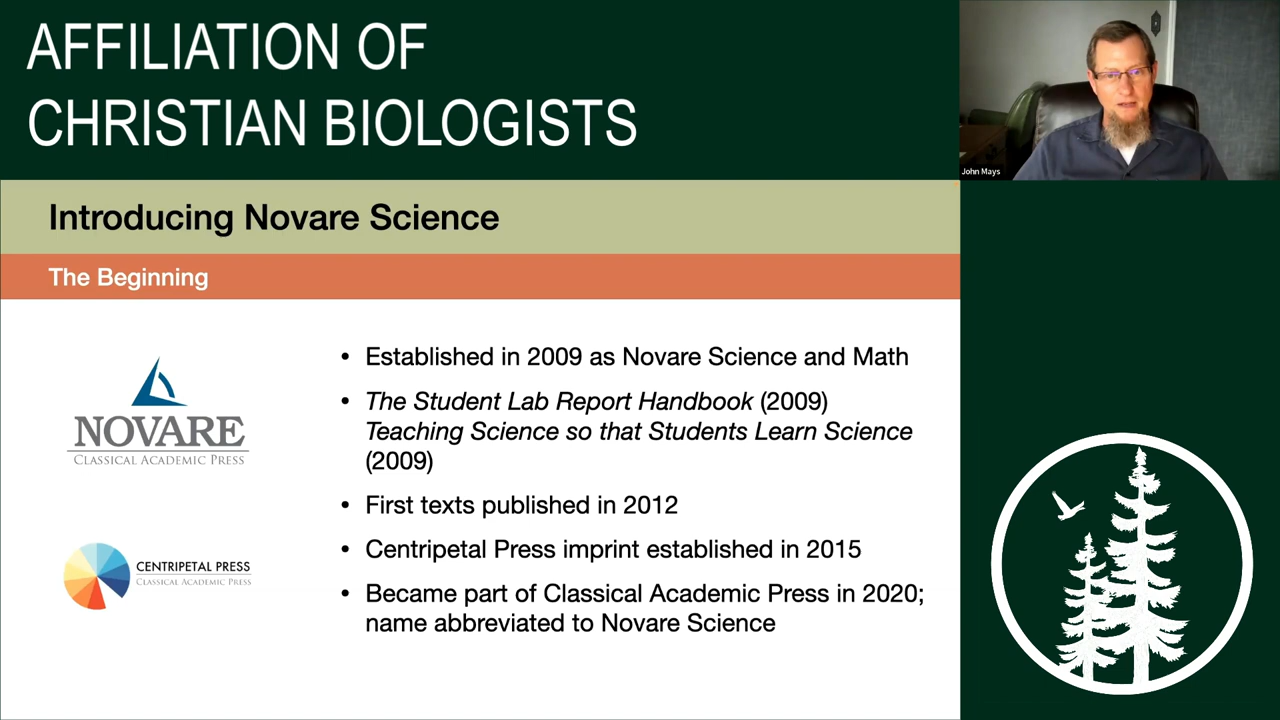 AFFILIATION OF
CHRISTIAN BIOLOGISTS
John Mays
Introducing Novare Science
The Beginning
NOVARE
CLASSICAL ACADEMIC PRESS
CENTRIPETAL PRESS
CLASSICAL ACADEMIC PRESS
• Established in 2009 as Novare Science and Math
• The Student Lab Report Handbook (2009)
Teaching Science so that Students Learn Science
(2009)
• First texts published in 2012
• Centripetal Press imprint established in 2015
• Became part of Classical Academic Press in 2020;
name abbreviated to Novare Science